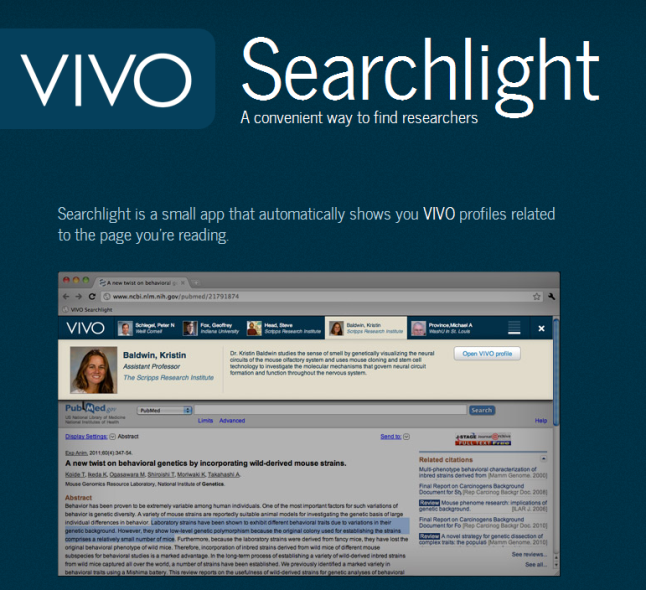 VIVO
Searchlight
A convenient way to find researchers
Searchlight is a small app that automatically shows you VIVO profiles related
to the page you're reading.
A new twist on behavioral g
www.ncbi.nlm.nih.gov/pubmed/21791874
VIVO Searchlight
VIVO
Schlegel, Peter N
Weill Cornell
Fox, Geoffrey
Indiana University
Head, Steve
Scripps Research Institute
Baldwin, Kristin
Scripps Research Institute
Province, Michael A
WashU in St. Louis
Baldwin, Kristin
Assistant Professor
The Scripps Research Institute
Dr. Kristin Baldwin studies the sense of smell by genetically visualizing the neural
circuits of the mouse olfactory system and uses mouse cloning and stem cell
technology to investigate the molecular mechanisms that govern neural circuit
formation and function throughout the nervous system.
Open VIVO profile
PubMed.gov
US National Library of Medicine
National Institutes of Health
PubMed
Search
Limits Advanced
Help
Display Settings: Abstract
Send to:
J-STAGE
FULL TEXT
Exp Anim. 2011;60(4):347-54.
A new twist on behavioral genetics by incorporating wild-derived mouse strains.
Koide T, Ikeda K, Ogasawara M, Shiroishi T, Moriwaki K, Takahashi A.
Mouse Genomics Resource Laboratory, National Institute of Genetics.
Abstract
Behavior has been proven to be extremely variable among human individuals. One of the most important factors for such variations of
behavior is genetic diversity. A variety of mouse strains are reportedly suitable animal models for investigating the genetic basis of large
individual differences in behavior. Laboratory strains have been shown to exhibit different behavioral traits due to variations in their
genetic background. However, they show low-level genetic polymorphism because the original colony used for establishing the strains
comprises a relatively small number of mice. Furthermore, because the laboratory strains were derived from fancy mice, they have lost the
original behavioral phenotype of wild mice. Therefore, incorporation of inbred strains derived from wild mice of different mouse
subspecies for behavioral studies is a marked advantage. In the long-term process of establishing a variety of wild-derived inbred strains
from wild mice captured all over the world, a number of strains have been established. We previously identified a marked variety in
behavioral traits using a Mishima battery. This review reports on the usefulness of wild-derived strains for genetic analyses of behavioral
Related citations
Multi-phenotype behavioral characterization of
inbred strains derived from [Mamm Genome. 2000]
Final Report on Carcinogens Background
Document for Sty [Rep Carcinog Backgr Doc. 2008]
Review Mouse phenome research: implications of
genetic background. [ILAR J. 2006]
Final Report on Carcinogens Background
Document for Fo [Rep Carcinog Backgr Doc. 2010]
Review A novel strategy for genetic dissection of
complex traits: the populati [Mamm Genome. 2010]
See reviews...
See all...